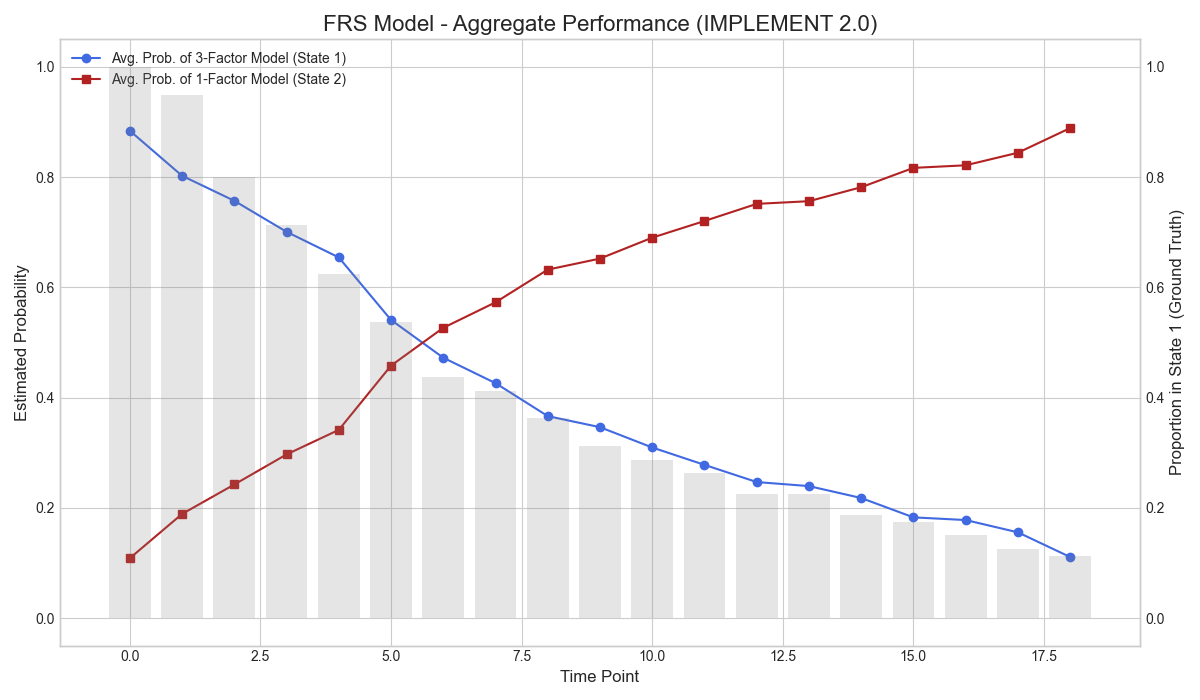 FRS Model - Aggregate Performance (IMPLEMENT 2.0)
Avg. Prob. of 3-Factor Model (State 1)
Avg. Prob. of 1-Factor Model (State 2)
Estimated Probability
1.0
0.8
0.6
0.4
0.2
0.0
1.0
0.8
0.6
0.4
0.2
0.0
Proportion in State 1 (Ground Truth)
0.0 2.5 5.0 7.5 10.0 12.5 15.0 17.5
Time Point